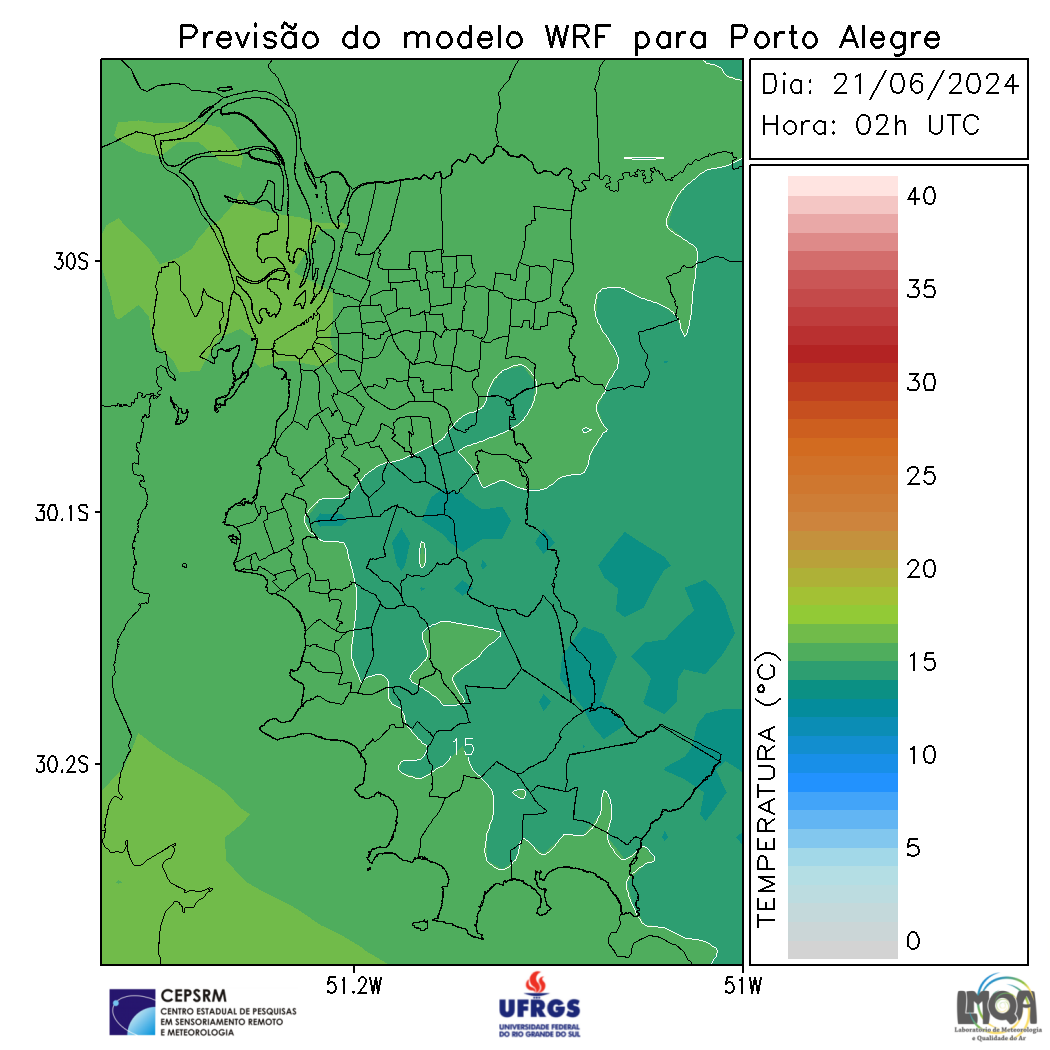 Previsão do modelo WRF para Porto Alegre
Dia: 21/06/2024
Hora: 02h UTC
30S
30.1S
30.2S
51.2W
51W
15
TEMPERATURA (°C)
40
35
30
25
20
15
10
5
0
CEPSRM
CENTRO ESTADUAL DE PESQUISAS
EM SENSORIAMENTO REMOTO
E METEOROLOGIA
UFRGS
UNIVERSIDADE FEDERAL
DO RIO GRANDE DO SUL
LMQA
Laboratório de Meteorologia
e Qualidade do Ar